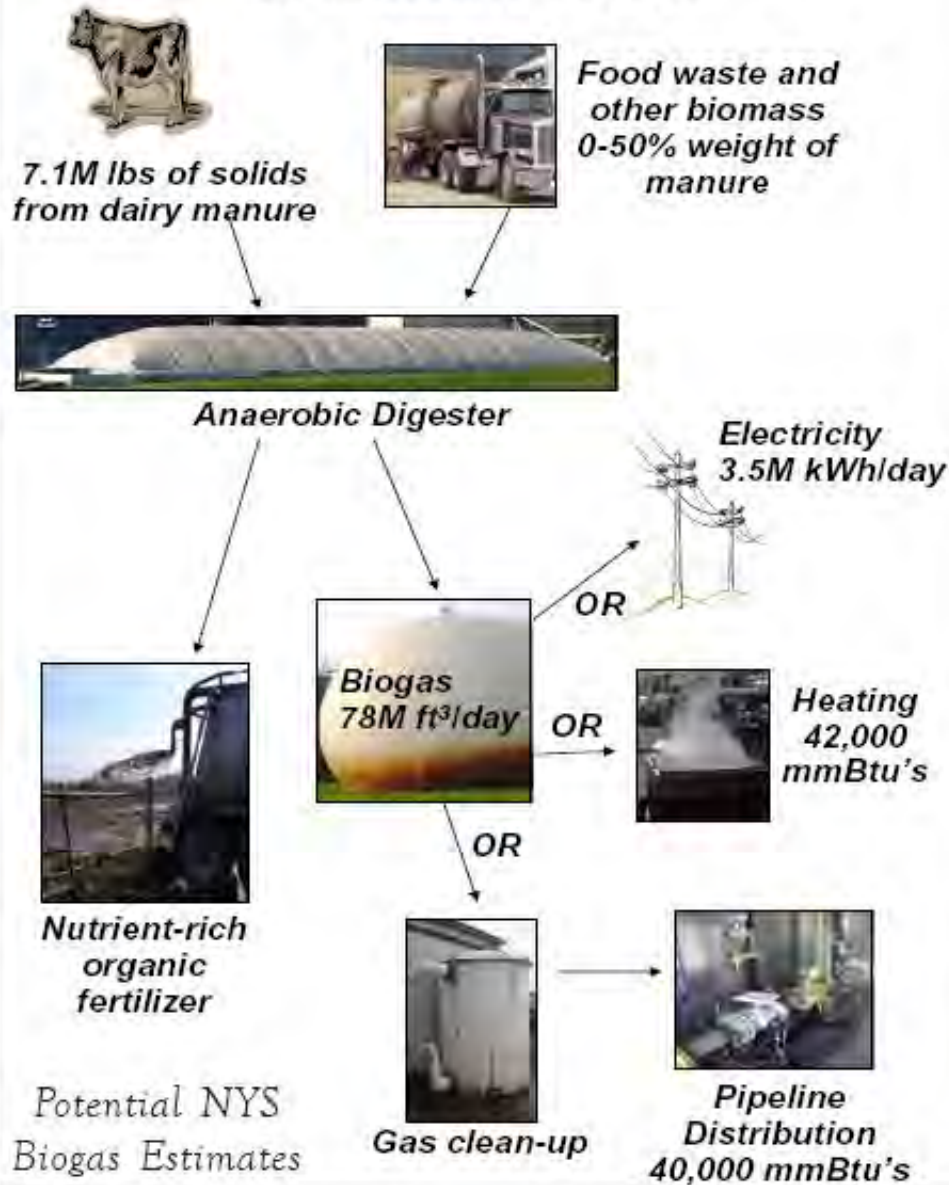 7.1M lbs of solids
from dairy manure
Food waste and
other biomass
0-50% weight of
manure
Anaerobic Digester
Electricity
3.5M kWh/day
OR
Biogas
78M ft³/day
OR
Heating
42,000
mmBtu's
OR
Nutrient-rich
organic
fertilizer
Gas clean-up
Pipeline
Distribution
40,000 mmBtu's
Potential NYS
Biogas Estimates